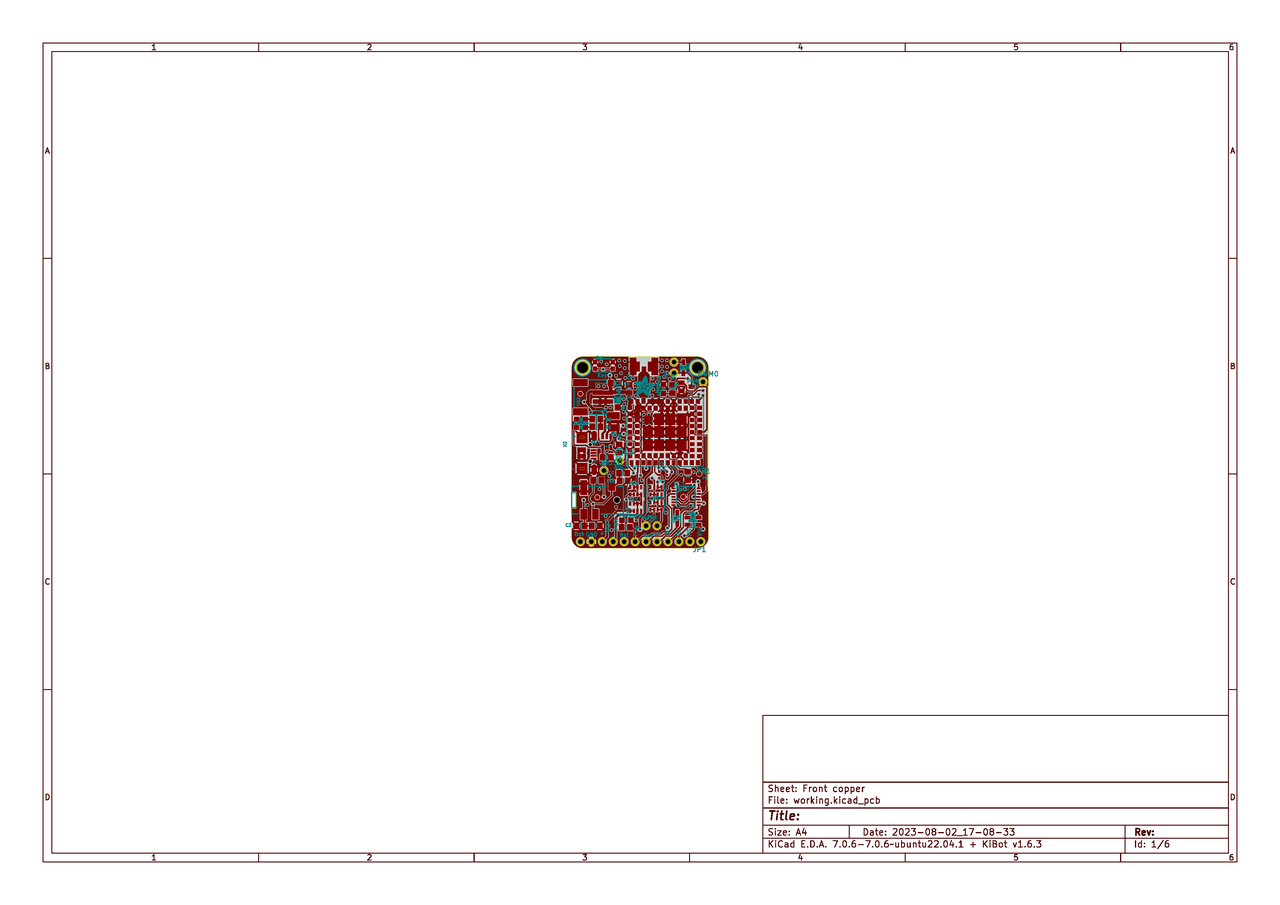 1 2 3 4 5 6
A A
B B
X2
C2
JP1
C C
D D
Sheet: Front copper
File: working.kicad_pcb
Title:
Size: A4 Date: 2023-08-02_17-08-33 Rev:
KiCad E.D.A. 7.0.6-7.0.6~ubuntu22.04.1 + KiBot v1.6.3 Id: 1/6
1 2 3 4 5 6